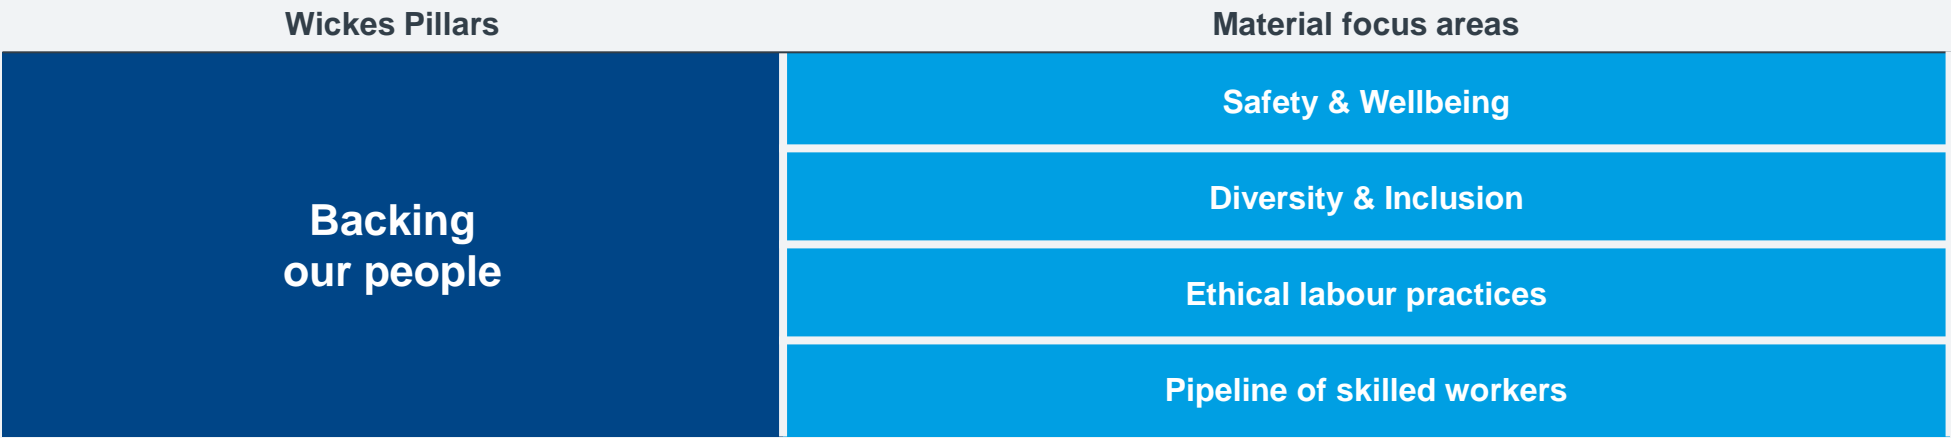 Wickes Pillars
Material focus areas
Backing
our people
Safety & Wellbeing
Diversity & Inclusion
Ethical labour practices
Pipeline of skilled workers